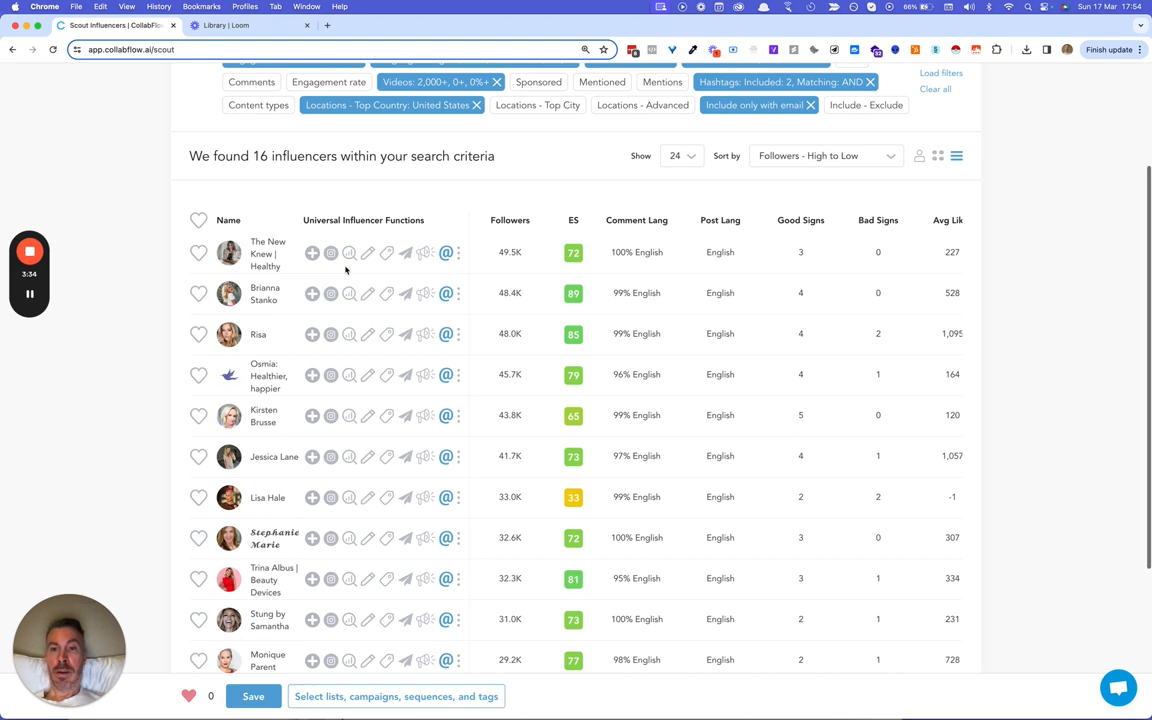 Chrome File Edit View History Bookmarks Profiles Tab Window Help 66% Sun 17 Mar 17:54
Scout Influencers | CollabFlow Library | Loom
app.collabflow.ai/scout Finish update
Comments Engagement rate Videos: 2,000+, 0+, 0%+ Sponsored Mentioned Mentions Hashtags: Included: 2, Matching: AND Load filters
Clear all
Content types Locations - Top Country: United States Locations - Top City Locations - Advanced Include only with email Include - Exclude
We found 16 influencers within your search criteria Show 24 Sort by Followers - High to Low
Name Universal Influencer Functions Followers ES Comment Lang Post Lang Good Signs Bad Signs Avg Lik
The New Knew | Healthy 49.5K 72 100% English English 3 0 227
3:34
Brianna Stanko 48.4K 89 99% English English 4 0 528
Risa 48.0K 85 99% English English 4 2 1,095
Osmia: Healthier, happier 45.7K 79 96% English English 4 1 164
Kirsten Brusse 43.8K 65 99% English English 5 0 120
Jessica Lane 41.7K 73 97% English English 4 1 1,057
Lisa Hale 33.0K 33 99% English English 2 2 -1
𝑺𝒕𝒆𝒑𝒉𝒂𝒏𝒊𝒆 𝑴𝒂𝒓𝒊𝒆 32.6K 72 100% English English 3 0 307
Trina Albus | Beauty Devices 32.3K 81 95% English English 3 1 334
Stung by Samantha 31.0K 73 100% English English 2 1 231
Monique Parent 29.2K 77 98% English English 2 1 728
0 Save Select lists, campaigns, sequences, and tags